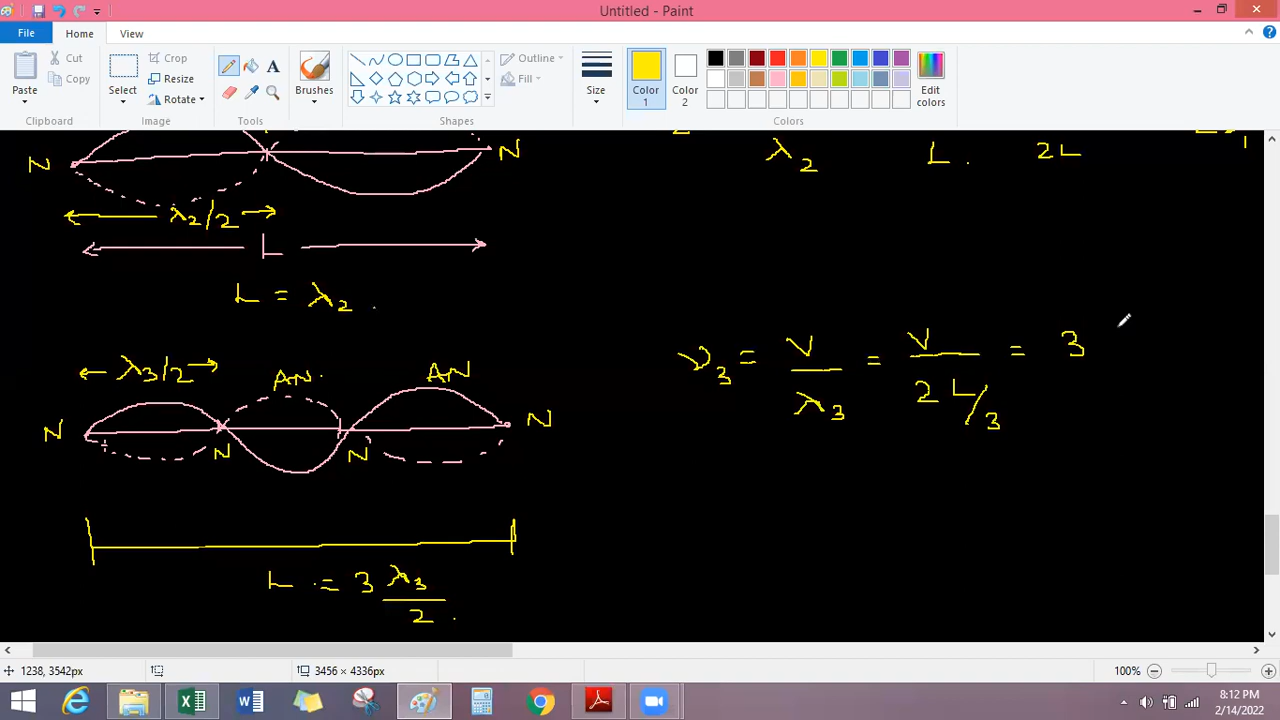 Untitled - Paint
File
Home
View
Paste
Cut
Copy
Clipboard
Select
Crop
Resize
Rotate
Image
A
Tools
Brushes
Outline
Fill
Shapes
Size
Color 1
Color 2
Edit colors
Colors
N
N
λ2/2
L
L = λ2
λ2
L
2L
λ3/2
AN
AN
N
N
N
N
L = 3 λ3/2
ν3 = V/λ3 = V/(2L/3) = 3
1238, 3542px
3456 × 4336px
100%
8:12 PM
2/14/2022